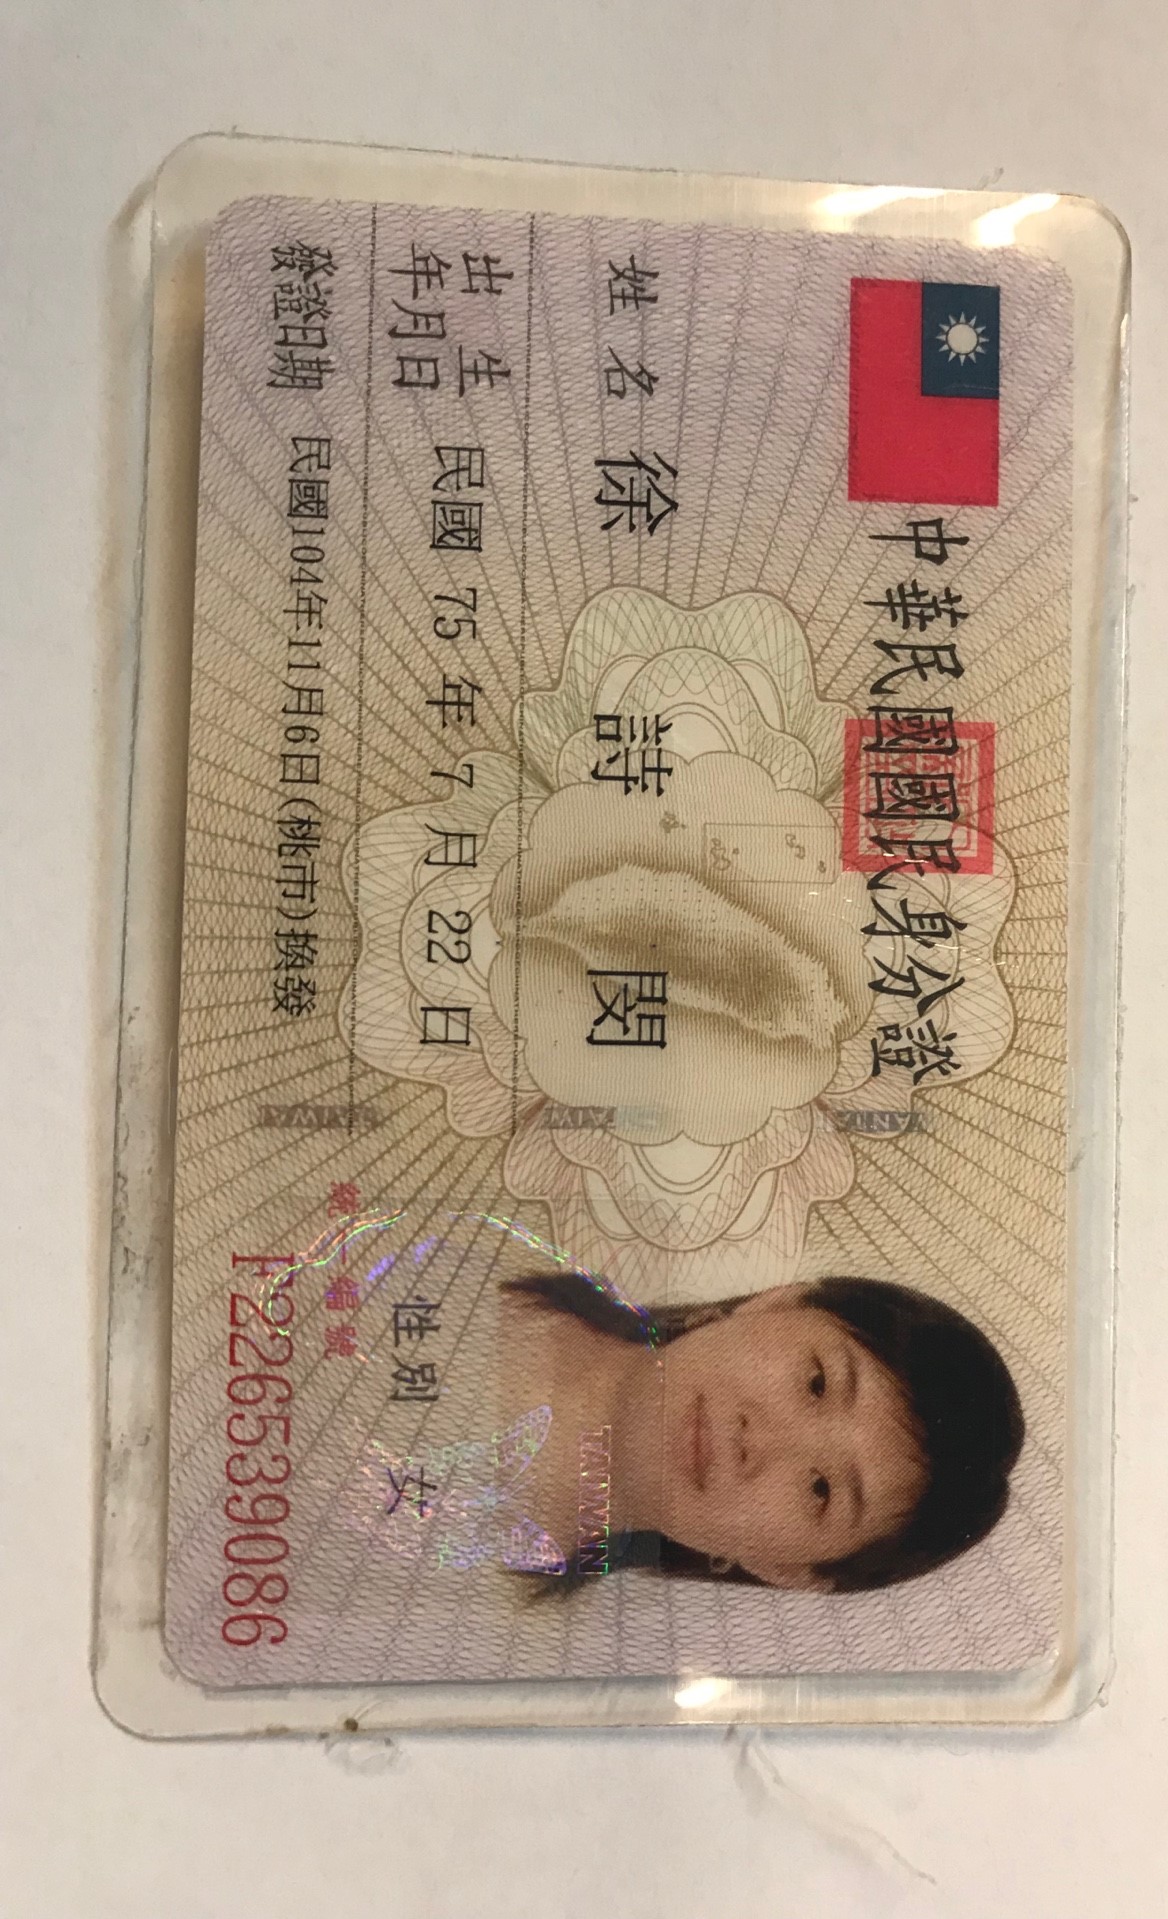 中華民國國民身分證
姓名 徐詩閔
出生年月日 民國 75 年 7 月 22 日
發證日期 民國104年11月6日(桃市)換發
TAIWAN
性別 女
統一編號
F226539086